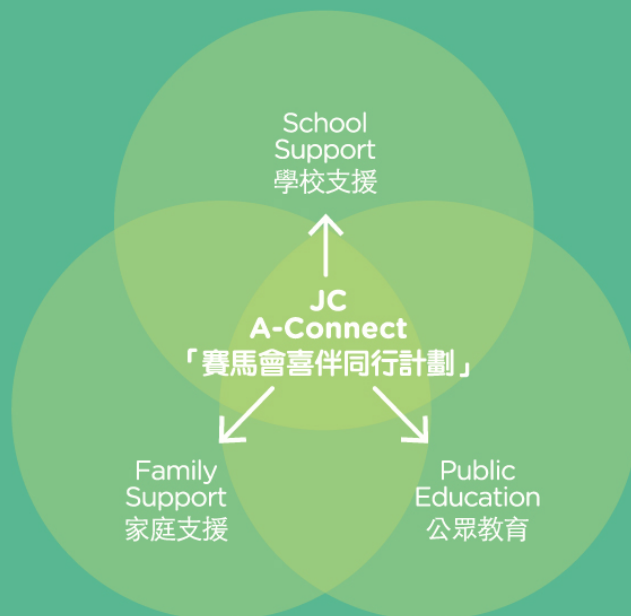 School
Support
學校支援
JC
A-Connect
「賽馬會喜伴同行計劃」
Family
Support
家庭支援
Public
Education
公眾教育